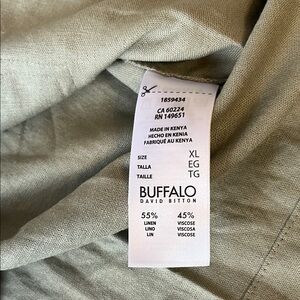 1859434
CA 60224
RN 149651
MADE IN KENYA
HECHO EN KENIA
FABRIQUÉ AU KENYA
SIZE XL
TALLA EG
TAILLE TG
BUFFALO
DAVID BITTON
55% 45%
LINEN VISCOSE
LINO VISCOSA
LIN VISCOSE